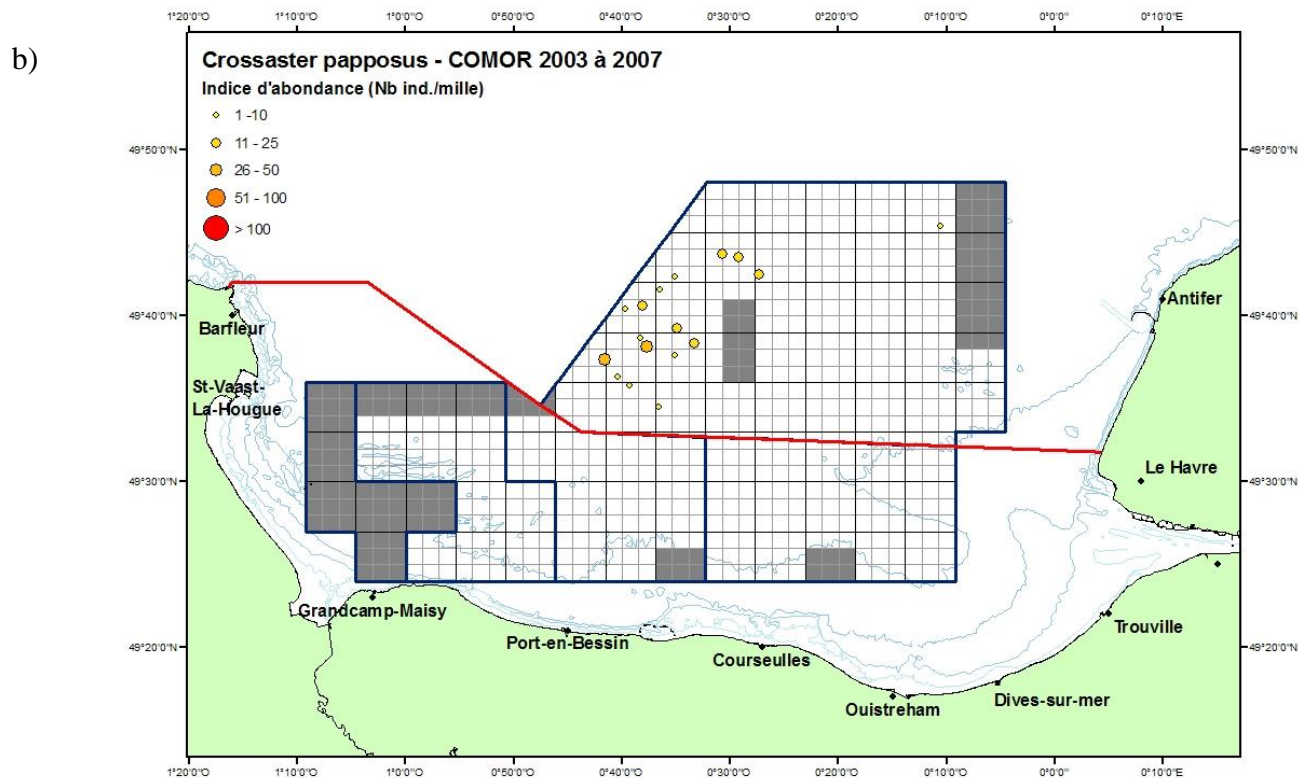 b)
1°20'0"O 1°10'0"O 1°0'0"O 0°50'0"O 0°40'0"O 0°30'0"O 0°20'0"O 0°10'0"O 0°0'0" 0°10'0"E
Crossaster papposus - COMOR 2003 à 2007
Indice d'abondance (Nb ind./mille)
1 -10
11 - 25
26 - 50
51 - 100
> 100
49°50'0"N 49°50'0"N
Antifer
49°40'0"N 49°40'0"N
Barfleur
St-Vaast-
La-Hougue
Le Havre
49°30'0"N 49°30'0"N
Grandcamp-Maisy
Trouville
Port-en-Bessin
49°20'0"N 49°20'0"N
Courseulles
Dives-sur-mer
Ouistreham
1°20'0"O 1°10'0"O 1°0'0"O 0°50'0"O 0°40'0"O 0°30'0"O 0°20'0"O 0°10'0"O 0°0'0" 0°10'0"E